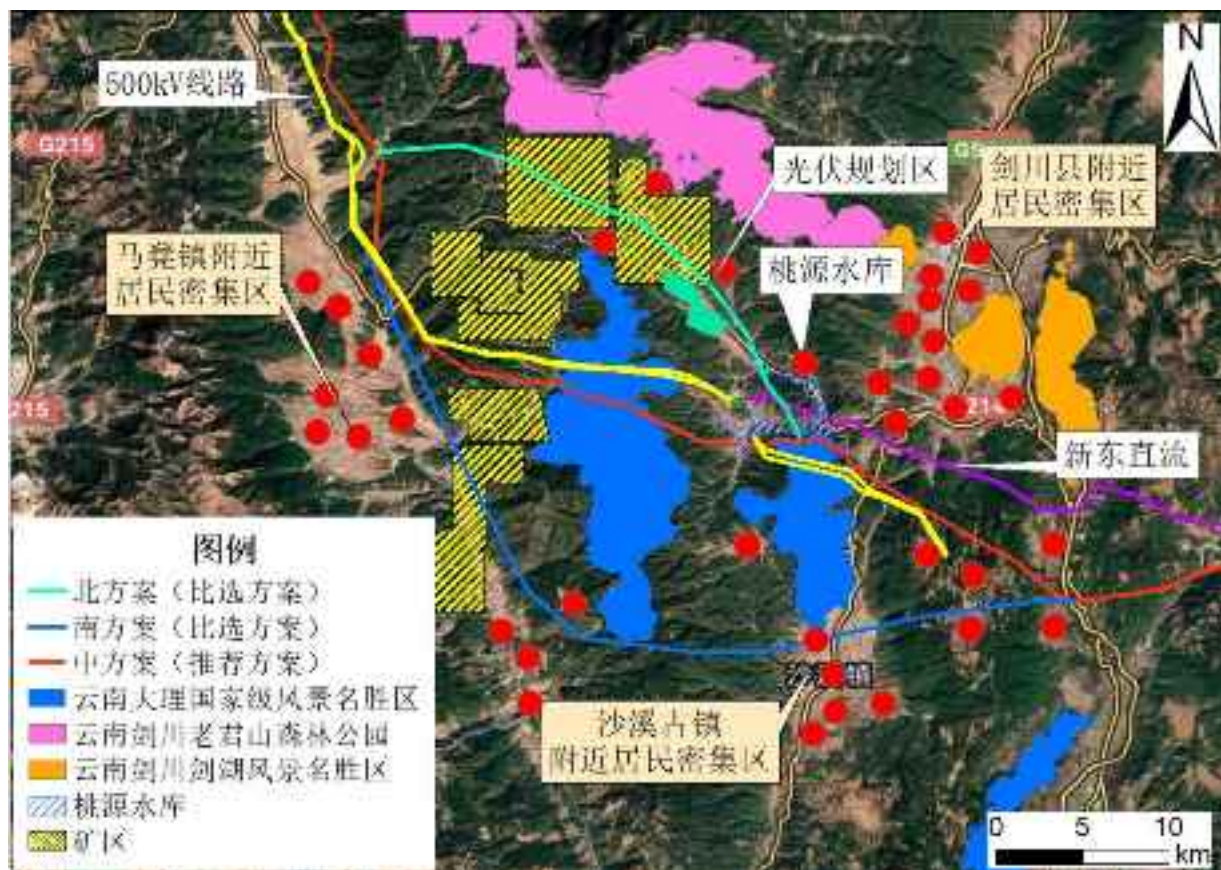 N
500kV线路
G215
光伏规划区
剑川县附近
居民密集区
马登镇附近
居民密集区
桃源水库
215
214
新东直流
图例
北方案（比选方案）
南方案（比选方案）
中方案（推荐方案）
云南大理国家级风景名胜区
云南剑川老君山森林公园
云南剑川剑湖风景名胜区
桃源水库
矿区
沙溪古镇
附近居民密集区
0 5 10
km